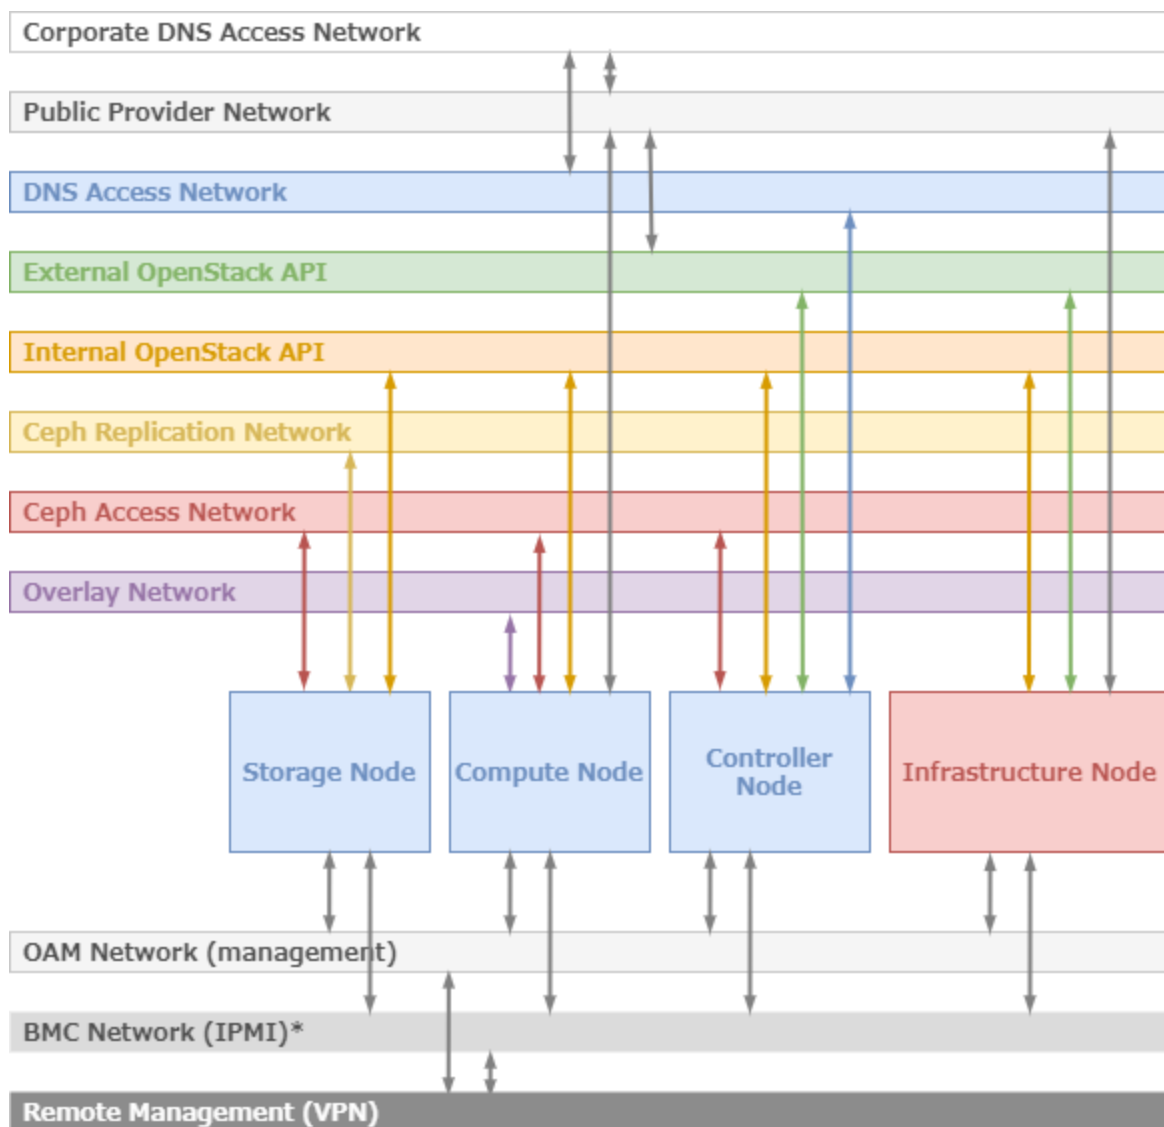 Corporate DNS Access Network
Public Provider Network
DNS Access Network
External OpenStack API
Internal OpenStack API
Ceph Replication Network
Ceph Access Network
Overlay Network
Storage Node
Compute Node
Controller
Node
Infrastructure Node
OAM Network (management)
BMC Network (IPMI)*
Remote Management (VPN)